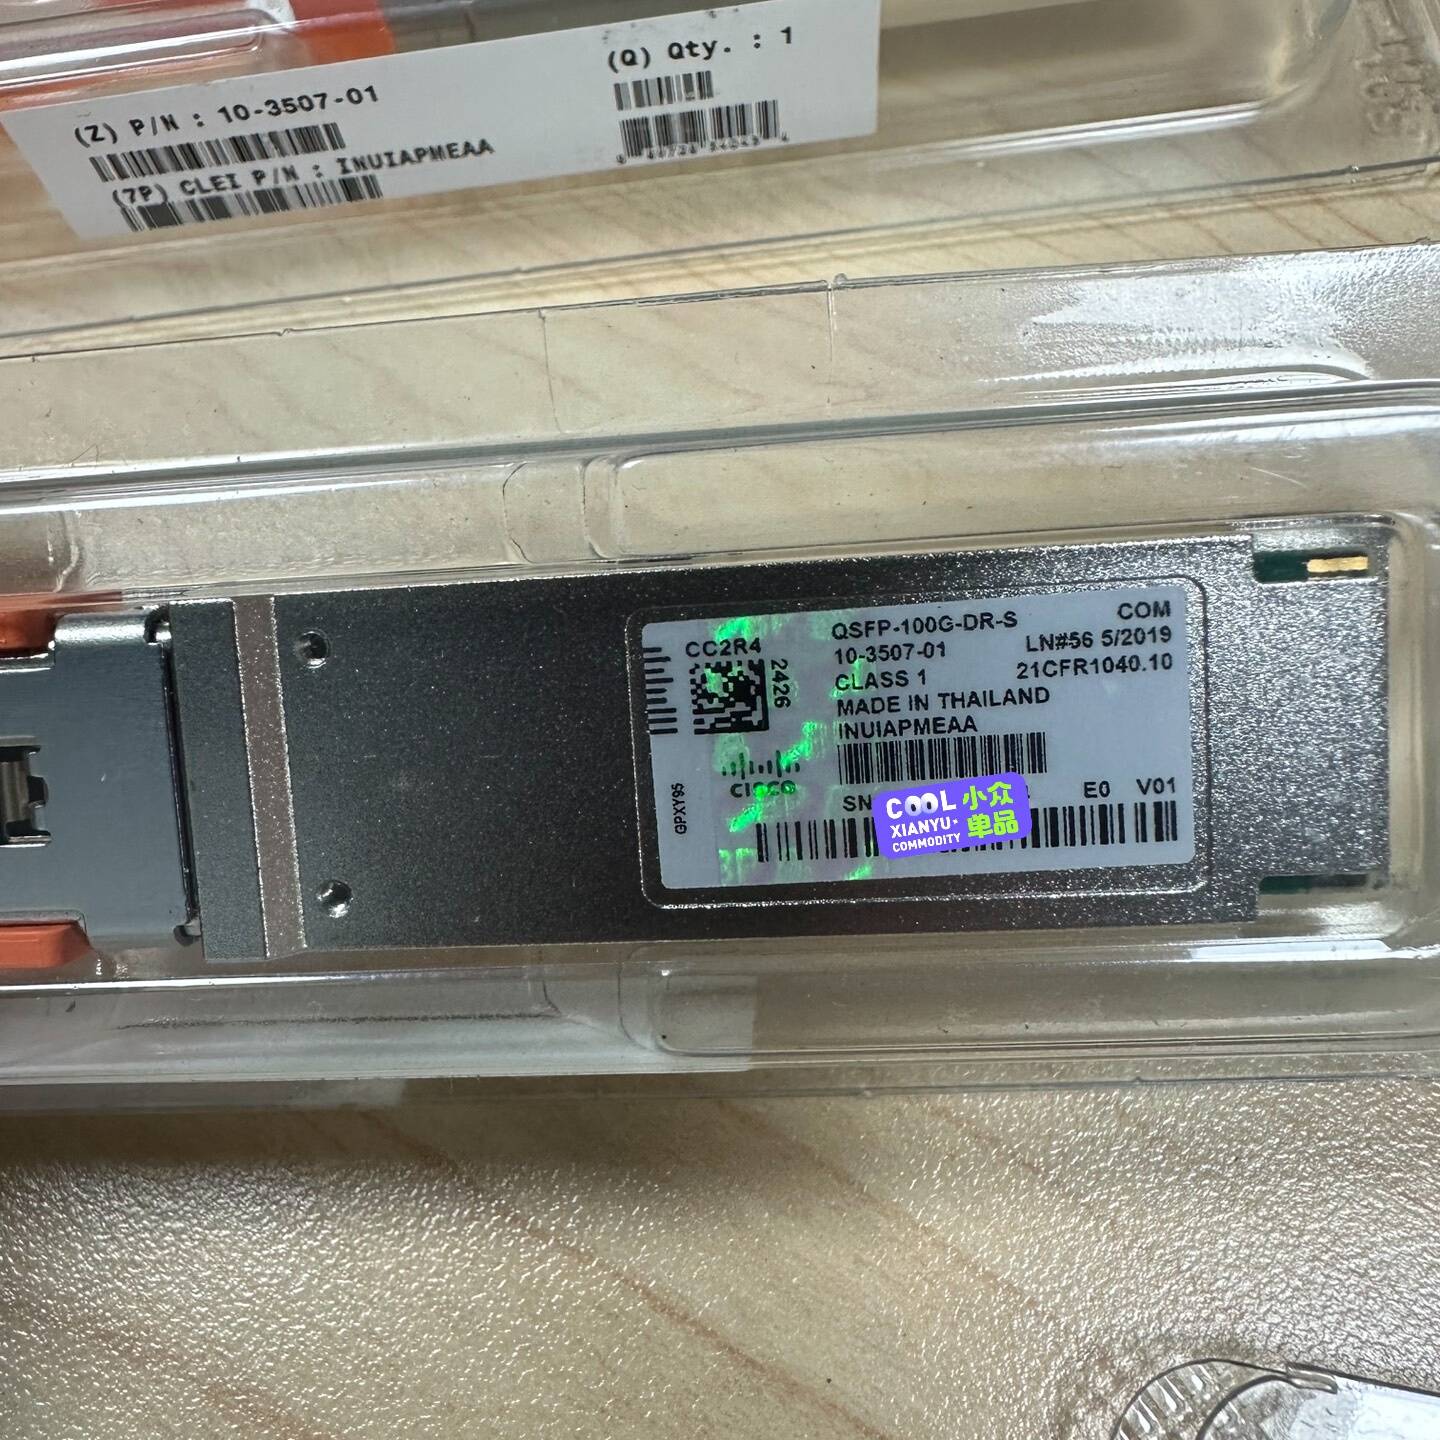 (Z) P/N : 10-3507-01
(Q) Qty. : 1
(7P) CLEI P/N : INUIAPMEAA
CC2R4
2426
CISCO
GPXY95
QSFP-100G-DR-S
COM
10-3507-01
LN#56 5/2019
CLASS 1
21CFR1040.10
MADE IN THAILAND
INUIAPMEAA
SN
E0 V01
COOL 小众
XIANYU 单品
COMMODITY